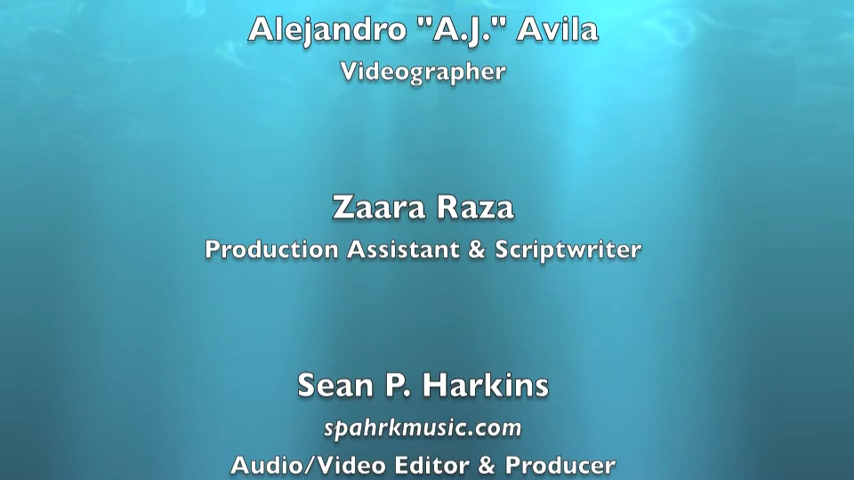 Alejandro "A.J." Avila
Videographer
Zaara Raza
Production Assistant & Scriptwriter
Sean P. Harkins
spahrkmusic.com
Audio/Video Editor & Producer